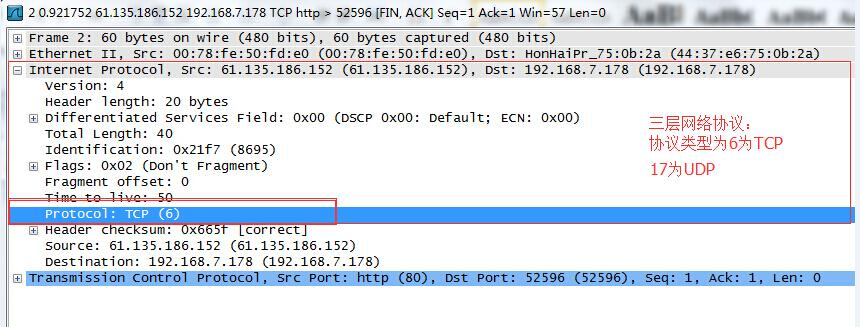 2 0.921752 61.135.186.152 192.168.7.178 TCP http > 52596 [FIN, ACK] Seq=1 Ack=1 Win=57 Len=0
Frame 2: 60 bytes on wire (480 bits), 60 bytes captured (480 bits)
Ethernet II, Src: 00:78:fe:50:fd:e0 (00:78:fe:50:fd:e0), Dst: HonHaiPr_75:0b:2a (44:37:e6:75:0b:2a)
Internet Protocol, Src: 61.135.186.152 (61.135.186.152), Dst: 192.168.7.178 (192.168.7.178)
Version: 4
Header length: 20 bytes
Differentiated Services Field: 0x00 (DSCP 0x00: Default; ECN: 0x00)
Total Length: 40
Identification: 0x21f7 (8695)
Flags: 0x02 (Don't Fragment)
Fragment offset: 0
Time to live: 50
Protocol: TCP (6)
Header checksum: 0x665f [correct]
Source: 61.135.186.152 (61.135.186.152)
Destination: 192.168.7.178 (192.168.7.178)
Transmission Control Protocol, Src Port: http (80), Dst Port: 52596 (52596), Seq: 1, Ack: 1, Len: 0
三层网络协议：
协议类型为6为TCP
17为UDP